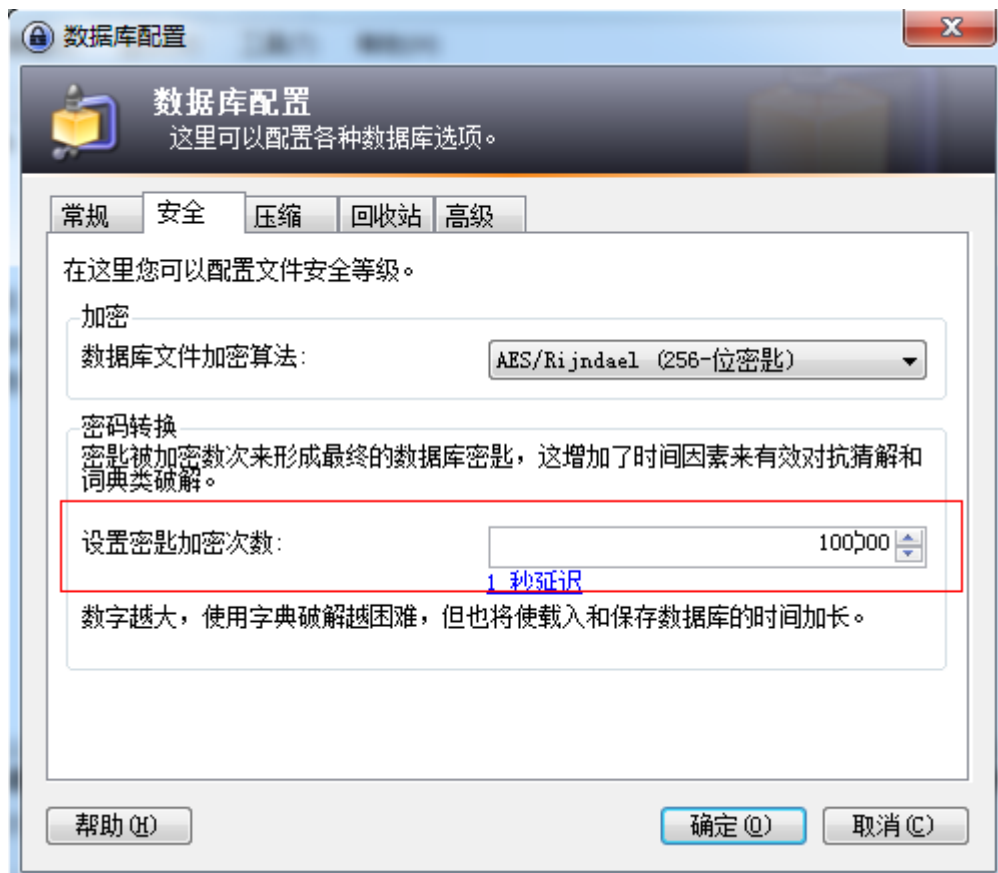 数据库配置
数据库配置
这里可以配置各种数据库选项。
常规 安全 压缩 回收站 高级
在这里您可以配置文件安全等级。
加密
数据库文件加密算法:
AES/Rijndael (256-位密匙)
密码转换
密匙被加密数次来形成最终的数据库密匙，这增加了时间因素来有效对抗猜解和
词典类破解。
设置密匙加密次数:
100000
1 秒延迟
数字越大，使用字典破解越困难，但也将使载入和保存数据库的时间加长。
帮助(H) 确定(O) 取消(C)